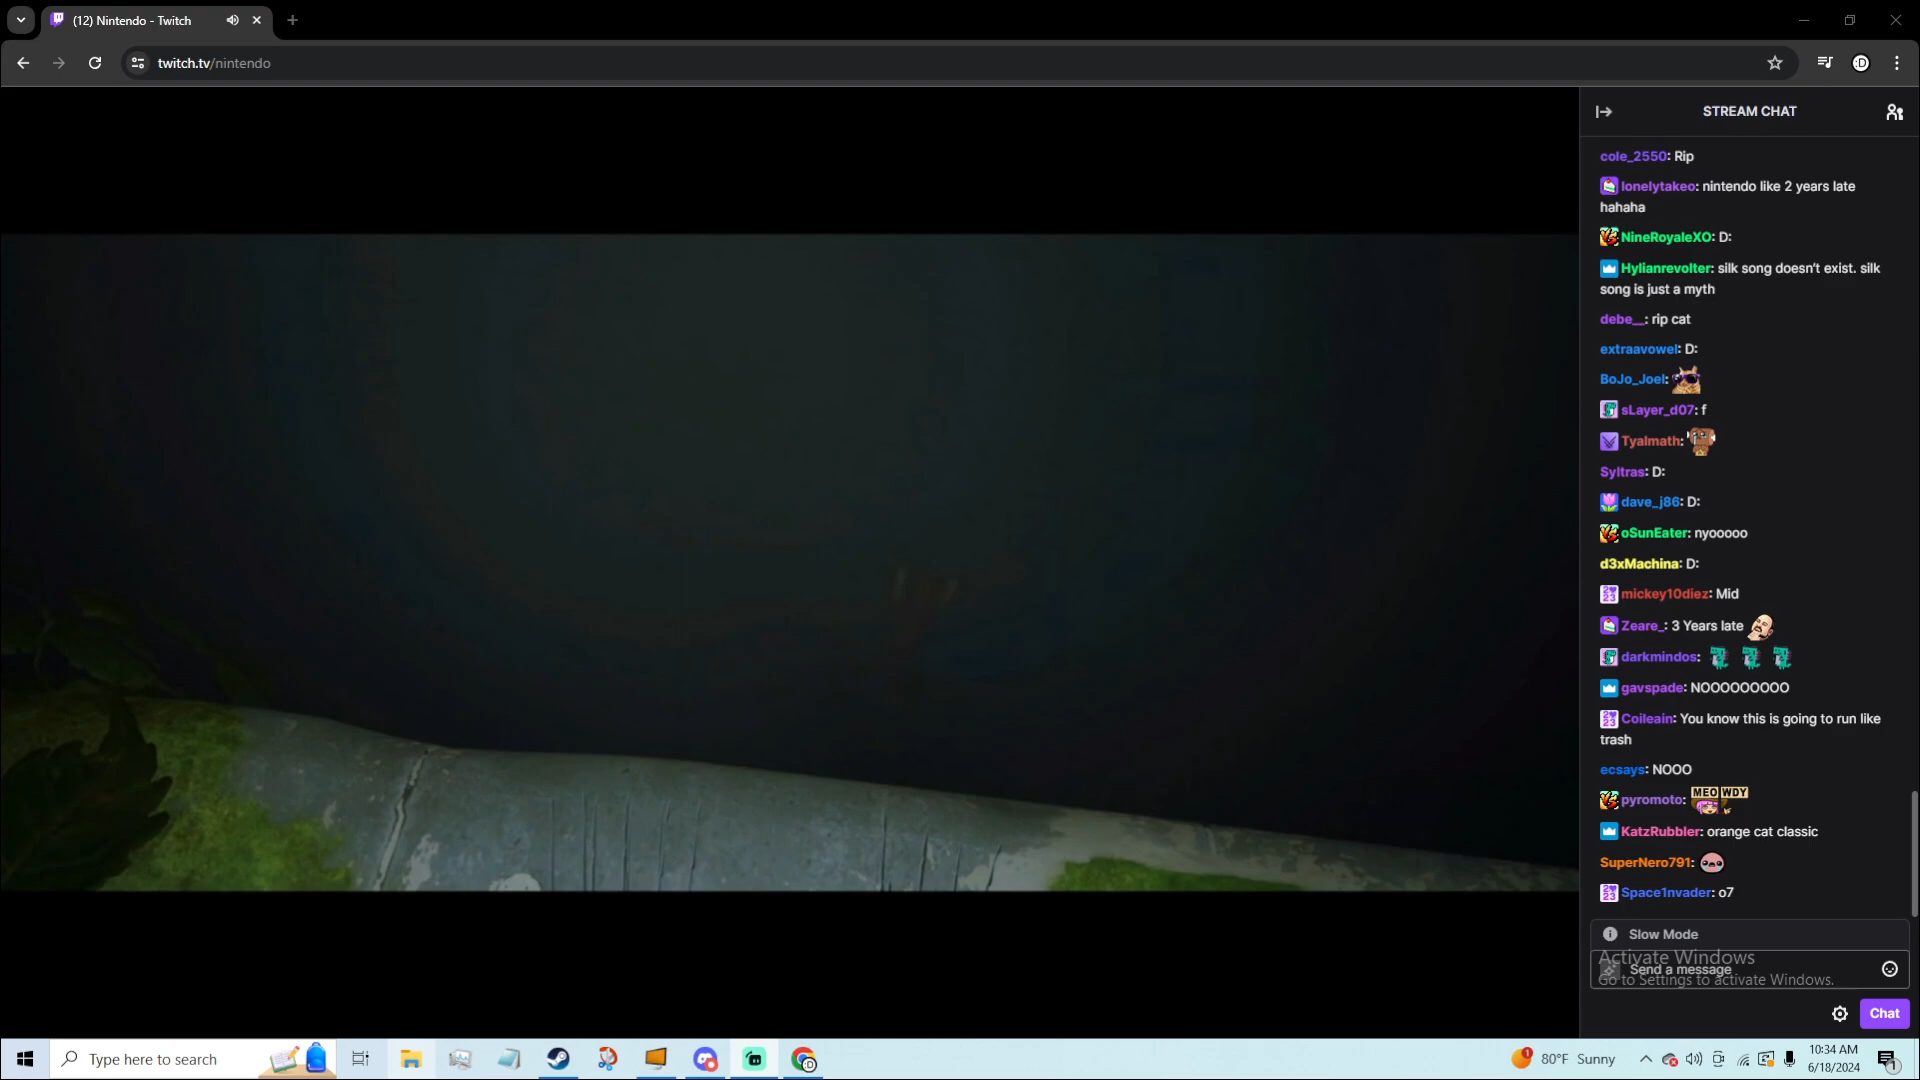 (12) Nintendo - Twitch
twitch.tv/nintendo
STREAM CHAT
cole_2550: Rip
lonelytakeo: nintendo like 2 years late
hahaha
NineRoyaleXO: D:
Hylianrevolter: silk song doesn't exist. silk
song is just a myth
debe__: rip cat
extraavowel: D:
BoJo_Joel:
sLayer_d07: f
Tyalmath:
Syltras: D:
dave_j86: D:
oSunEater: nyooooo
d3xMachina: D:
mickey10diez: Mid
Zeare_: 3 Years late
darkmindos:
gavspade: NOOOOOOOOO
Coileain: You know this is going to run like
trash
ecsays: NOOO
pyromoto: MEOWDY
KatzRubbler: orange cat classic
SuperNero791:
Space1nvader: o7
Slow Mode
Activate Windows
Send a message
Go to Settings to activate Windows.
Chat
Type here to search
1
80°F Sunny
10:34 AM
6/18/2024
1